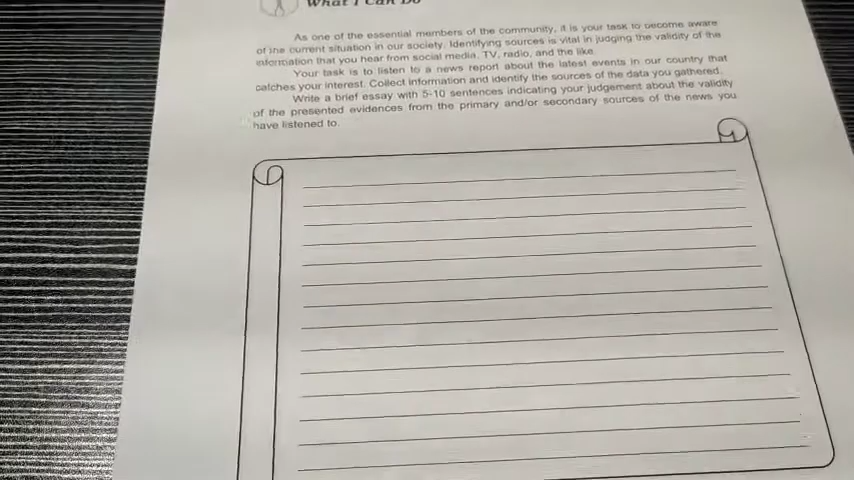 What I Can Do
As one of the essential members of the community, it is your task to become aware
of the current situation in our society. Identifying sources is vital in judging the validity of the
information that you hear from social media, TV, radio, and the like.
Your task is to listen to a news report about the latest events in our country that
catches your interest. Collect information and identify the sources of the data you gathered.
Write a brief essay with 5-10 sentences indicating your judgement about the validity
of the presented evidences from the primary and/or secondary sources of the news you
have listened to.